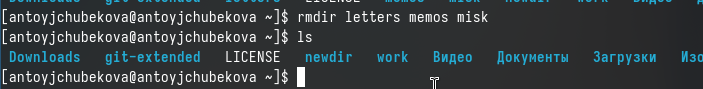 [antoyjchubekova@antoyjchubekova ~]$ rmdir letters memos misk
[antoyjchubekova@antoyjchubekova ~]$ ls
Downloads git-extended LICENSE newdir work Видео Документы Загрузки Изо
[antoyjchubekova@antoyjchubekova ~]$